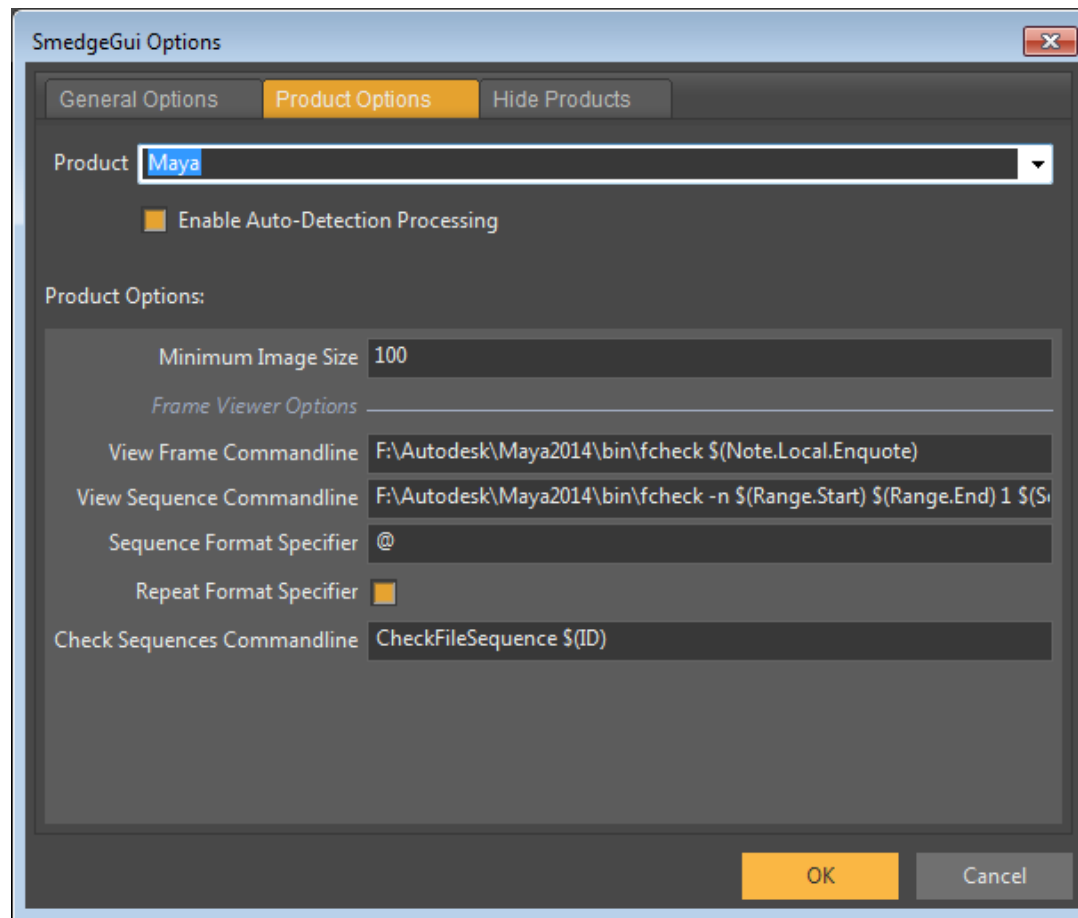 SmedgeGui Options
General Options Product Options Hide Products
Product Maya
Enable Auto-Detection Processing
Product Options:
Minimum Image Size 100
Frame Viewer Options
View Frame Commandline F:\Autodesk\Maya2014\bin\fcheck $(Note.Local.Enquote)
View Sequence Commandline F:\Autodesk\Maya2014\bin\fcheck -n $(Range.Start) $(Range.End) 1 $(S
Sequence Format Specifier @
Repeat Format Specifier
Check Sequences Commandline CheckFileSequence $(ID)
OK Cancel